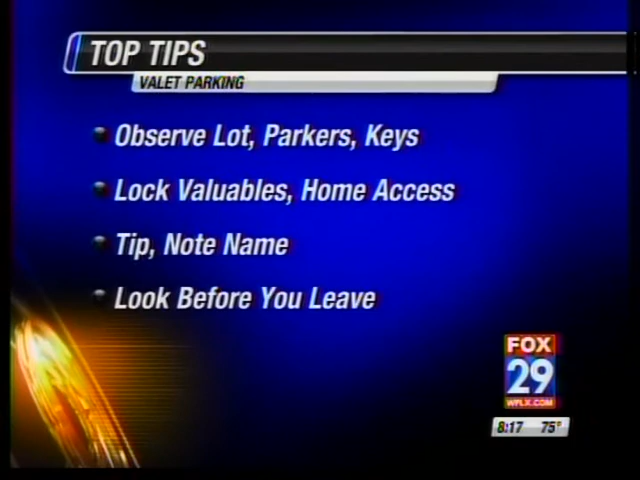 TOP TIPS
VALET PARKING
Observe Lot, Parkers, Keys
Lock Valuables, Home Access
Tip, Note Name
Look Before You Leave
FOX
29
WFLX.COM
8:17 75°